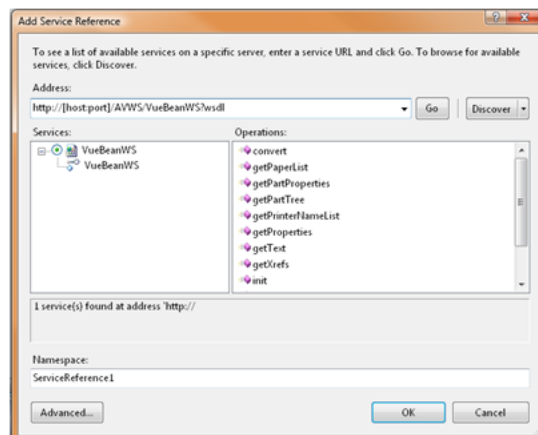 Add Service Reference
To see a list of available services on a specific server, enter a service URL and click Go. To browse for available
services, click Discover.
Address:
http://[host:port]/AVWS/VueBeanWS?wsdl
Go
Discover
Services:
Operations:
VueBeanWS
VueBeanWS
convert
getPaperList
getPartProperties
getPartTree
getPrinterNameList
getProperties
getText
getXrefs
init
1 service(s) found at address 'http://
Namespace:
ServiceReference1
Advanced...
OK
Cancel